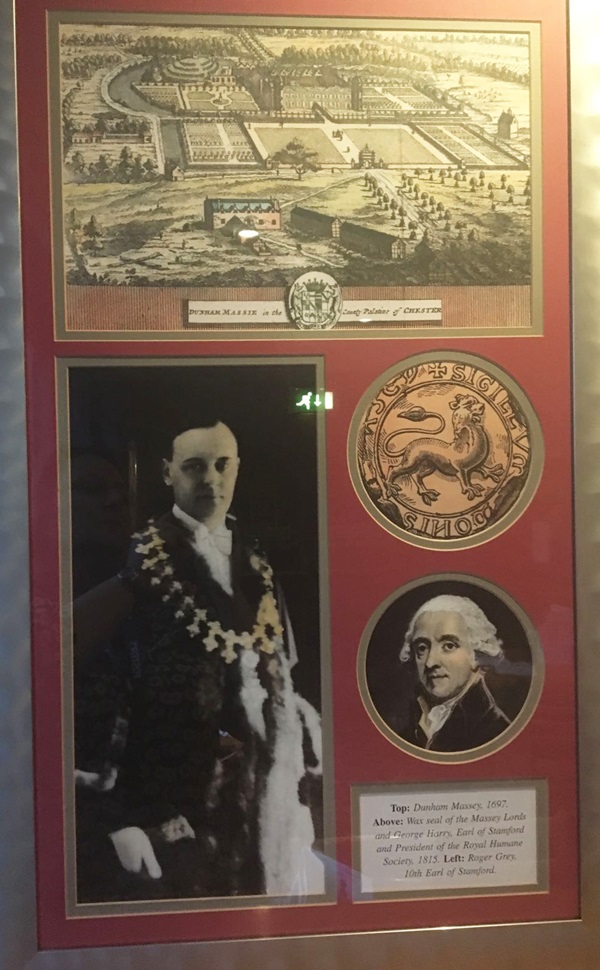 DUNHAM MASSIE in the County Palatine of CHESTER
SIGILLVM
SINOB
Top: Dunham Massey, 1697.
Above: Wax seal of the Massey Lords
and George Harry, Earl of Stamford
and President of the Royal Humane
Society, 1815. Left: Roger Grey,
10th Earl of Stamford.